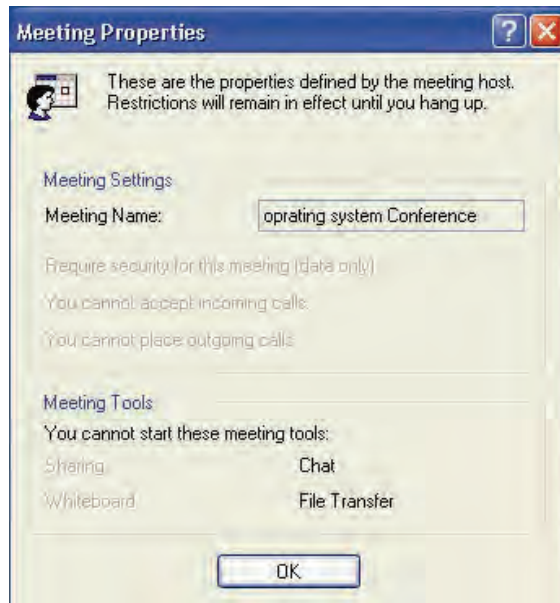 Meeting Properties
These are the properties defined by the meeting host.
Restrictions will remain in effect until you hang up.
Meeting Settings
Meeting Name: oprating system Conference
Require security for this meeting (data only)
You cannot accept incoming calls
You cannot place outgoing calls
Meeting Tools
You cannot start these meeting tools:
Sharing Chat
Whiteboard File Transfer
OK